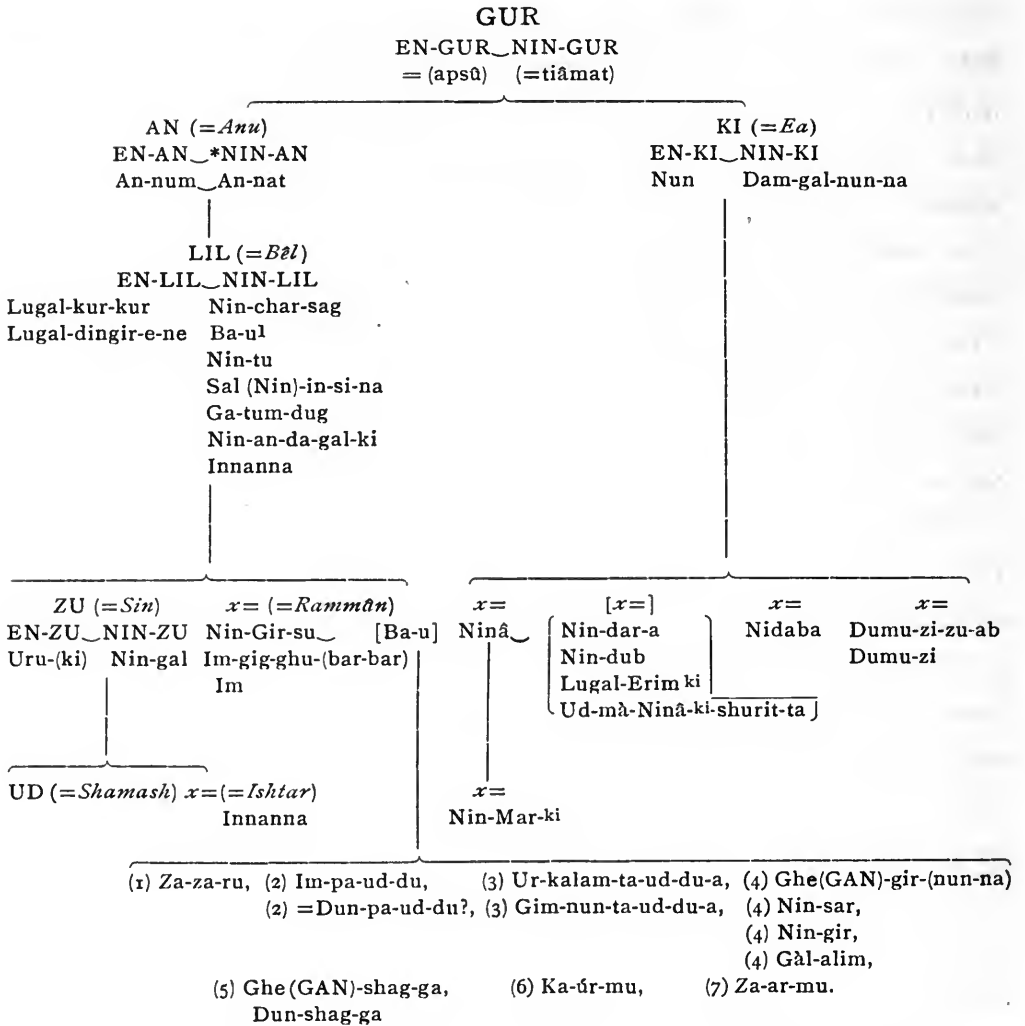 GUR
EN-GUR‿NIN-GUR
= (apsû) (=tiâmat)
AN (=Anu) KI (=Ea)
EN-AN‿*NIN-AN EN-KI‿NIN-KI
An-num‿An-nat Nun Dam-gal-nun-na
LIL (=Bêl)
EN-LIL‿NIN-LIL
Lugal-kur-kur Nin-char-sag
Lugal-dingir-e-ne Ba-u1
Nin-tu
Sal (Nin)-in-si-na
Ga-tum-dug
Nin-an-da-gal-ki
Innanna
ZU (=Sin) x= (=Rammân) x= [x=] x= x=
EN-ZU‿NIN-ZU Nin-Gir-su‿ [Ba-u] Ninâ‿ Nin-dar-a Nidaba Dumu-zi-zu-ab
Uru-(ki) Nin-gal Im-gig-ghu-(bar-bar) Nin-dub Dumu-zi
Im Lugal-Erim ki
Ud-mà-Ninâ-ki-shurit-ta
UD (=Shamash) x=(=Ishtar) x=
Innanna Nin-Mar-ki
(1) Za-za-ru, (2) Im-pa-ud-du, (3) Ur-kalam-ta-ud-du-a, (4) Ghe(GAN)-gir-(nun-na)
(2) =Dun-pa-ud-du?, (3) Gim-nun-ta-ud-du-a, (4) Nin-sar,
(4) Nin-gir,
(4) Gàl-alim,
(5) Ghe(GAN)-shag-ga, (6) Ka-úr-mu, (7) Za-ar-mu.
Dun-shag-ga